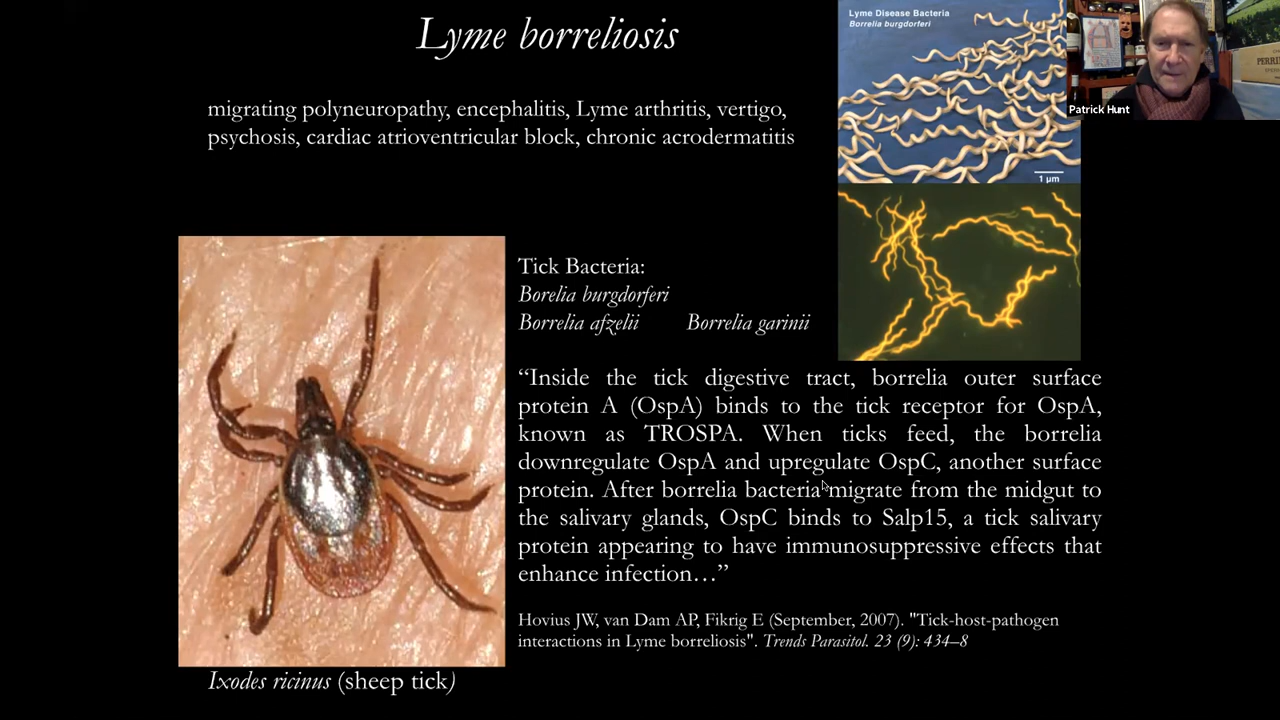 Lyme borreliosis
migrating polyneuropathy, encephalitis, Lyme arthritis, vertigo,
psychosis, cardiac atrioventricular block, chronic acrodermatitis
Lyme Disease Bacteria
Borrelia burgdorferi
1 µm
Patrick Hunt
Tick Bacteria:
Borelia burgdorferi
Borrelia afzelii Borrelia garinii
“Inside the tick digestive tract, borrelia outer surface
protein A (OspA) binds to the tick receptor for OspA,
known as TROSPA. When ticks feed, the borrelia
downregulate OspA and upregulate OspC, another surface
protein. After borrelia bacteria migrate from the midgut to
the salivary glands, OspC binds to Salp15, a tick salivary
protein appearing to have immunosuppressive effects that
enhance infection…”
Hovius JW, van Dam AP, Fikrig E (September, 2007). "Tick-host-pathogen
interactions in Lyme borreliosis". Trends Parasitol. 23 (9): 434–8
Ixodes ricinus (sheep tick)